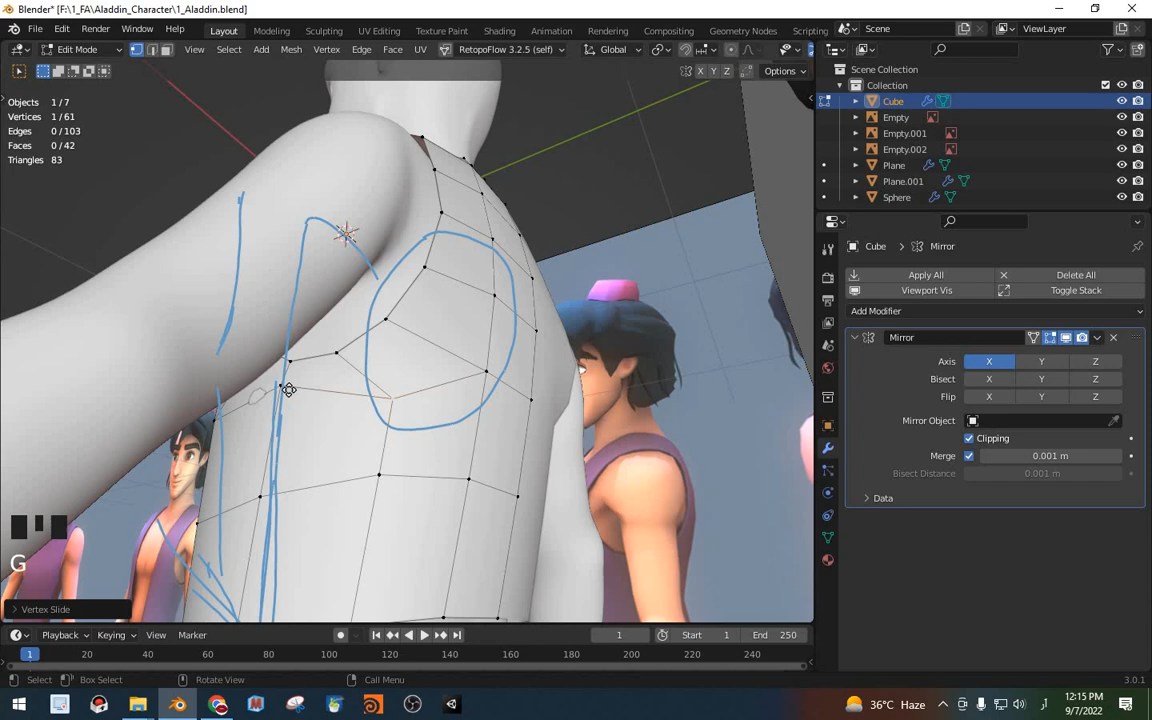 Blender* [F:\1_FA\Aladdin_Character\1_Aladdin.blend]
File Edit Render Window Help Layout Modeling Sculpting UV Editing Texture Paint Shading Animation Rendering Compositing Geometry Nodes Scripting Scene ViewLayer
Edit Mode View Select Add Mesh Vertex Edge Face UV RetopoFlow 3.2.5 (self) Global
X Y Z Options
Scene Collection
Collection
Objects 1/7
Cube
Vertices 1/61
Empty
Edges 0/103
Empty.001
Faces 0/42
Empty.002
Triangles 83
Plane
Plane.001
Sphere
Cube > Mirror
Apply All Delete All
Viewport Vis Toggle Stack
Add Modifier
Mirror
Axis X Y Z
Bisect X Y Z
Flip X Y Z
Mirror Object
Clipping
Merge 0.001 m
Bisect Distance 0.001 m
Data
G
Vertex Slide
Playback Keying View Marker 1 Start 1 End 250
1 20 40 60 80 100 120 140 160 180 200 220 240
Select Box Select Rotate View Call Menu 3.0.1
36°C Haze
12:15 PM
9/7/2022